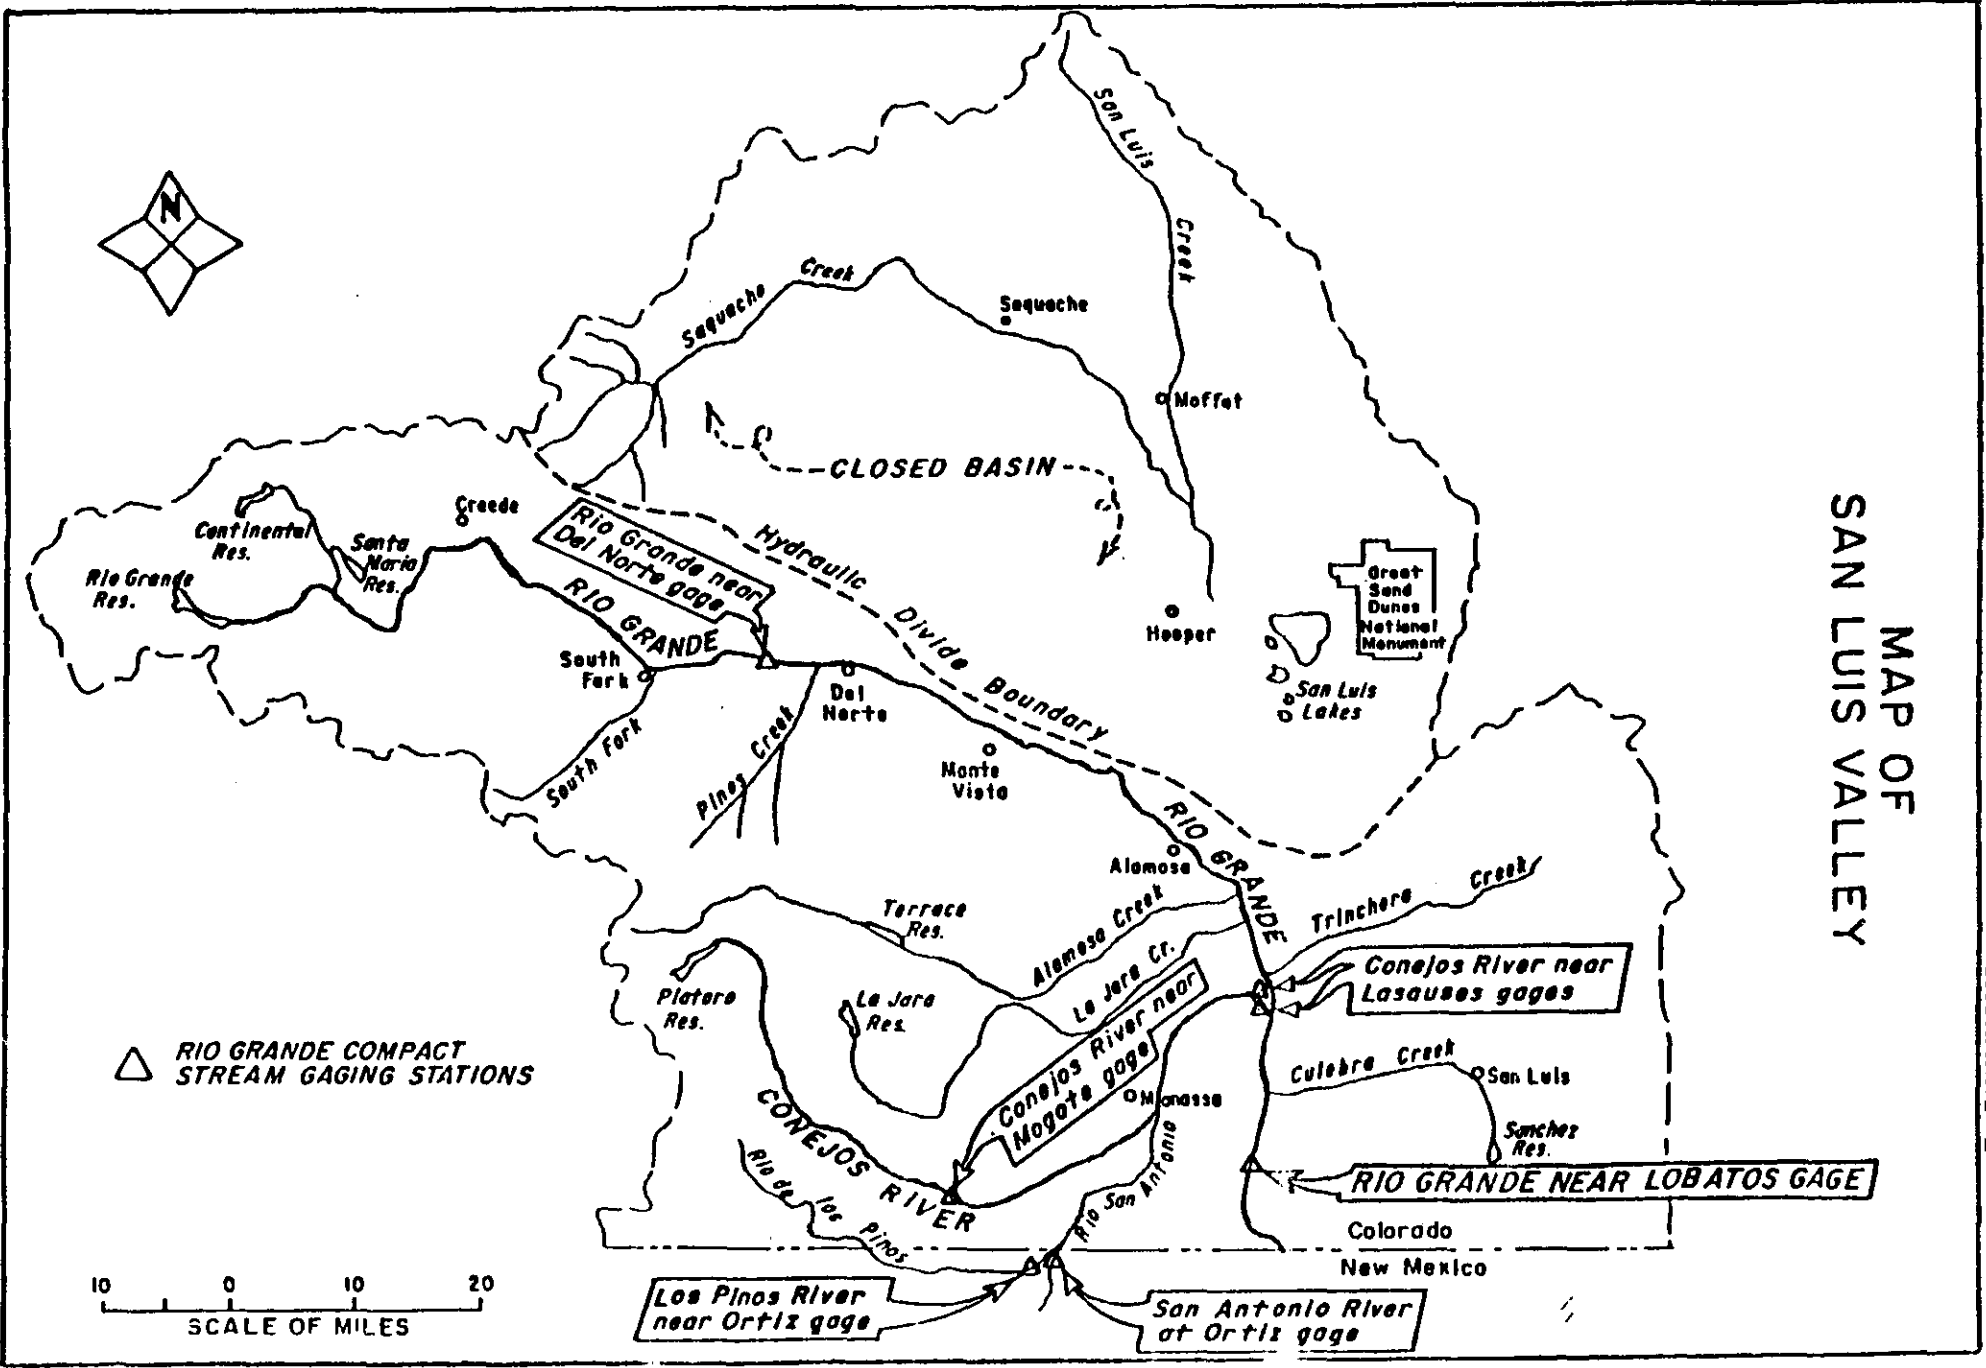 MAP OF
SAN LUIS VALLEY
N
San Luis
Creek
Saguache
Creek
Saguache
Moffat
CLOSED BASIN
Creede
Continental
Res.
Santa
Maria
Res.
Rio Grande
Res.
Rio Grande near
Del Norte gage
Hydraulic
Divide
Boundary
RIO GRANDE
South
Fork
South Fork
Pinos Creek
Del
Norte
Monte
Vista
Hooper
Great
Sand
Dunes
National
Monument
San Luis
Lakes
RIO GRANDE
Alamosa
Trinchera
Creek
Terrace
Res.
Alamosa Creek
La Jara Cr.
Conejos River near
Lasauses gages
Platoro
Res.
La Jara
Res.
Conejos River near
Mogote gage
Manassa
Culebra Creek
San Luis
Sanchez
Res.
RIO GRANDE COMPACT
STREAM GAGING STATIONS
CONEJOS RIVER
Rio de los Pinos
Rio San Antonio
RIO GRANDE NEAR LOBATOS GAGE
Colorado
New Mexico
Los Pinos River
near Ortiz gage
San Antonio River
at Ortiz gage
10 0 10 20
SCALE OF MILES